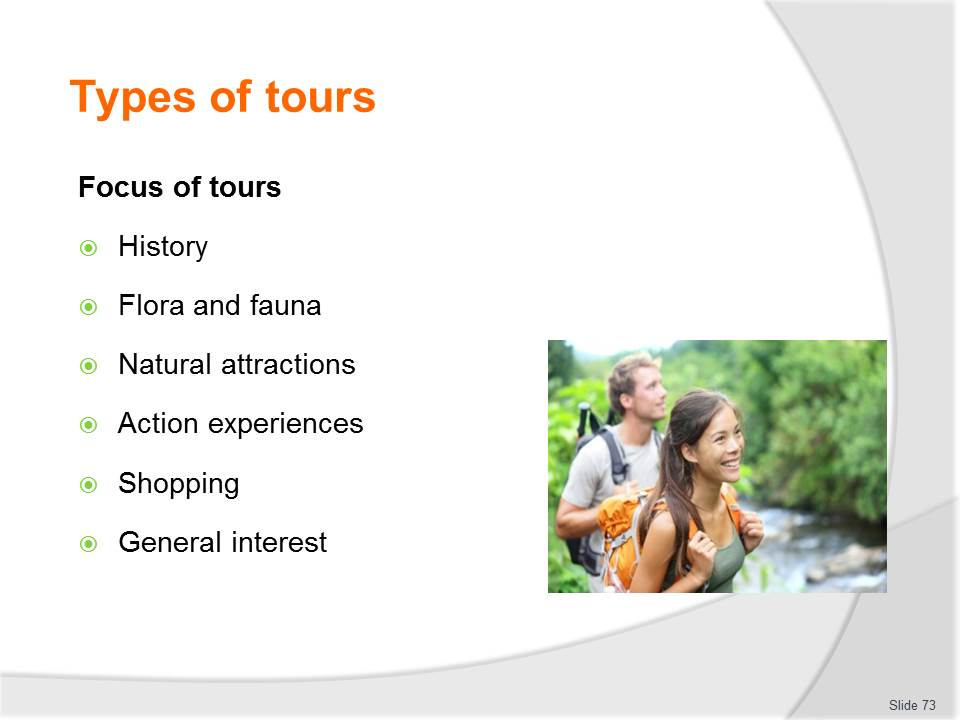 Types of tours
Focus of tours
History
Flora and fauna
Natural attractions
Action experiences
Shopping
General interest
Slide 73